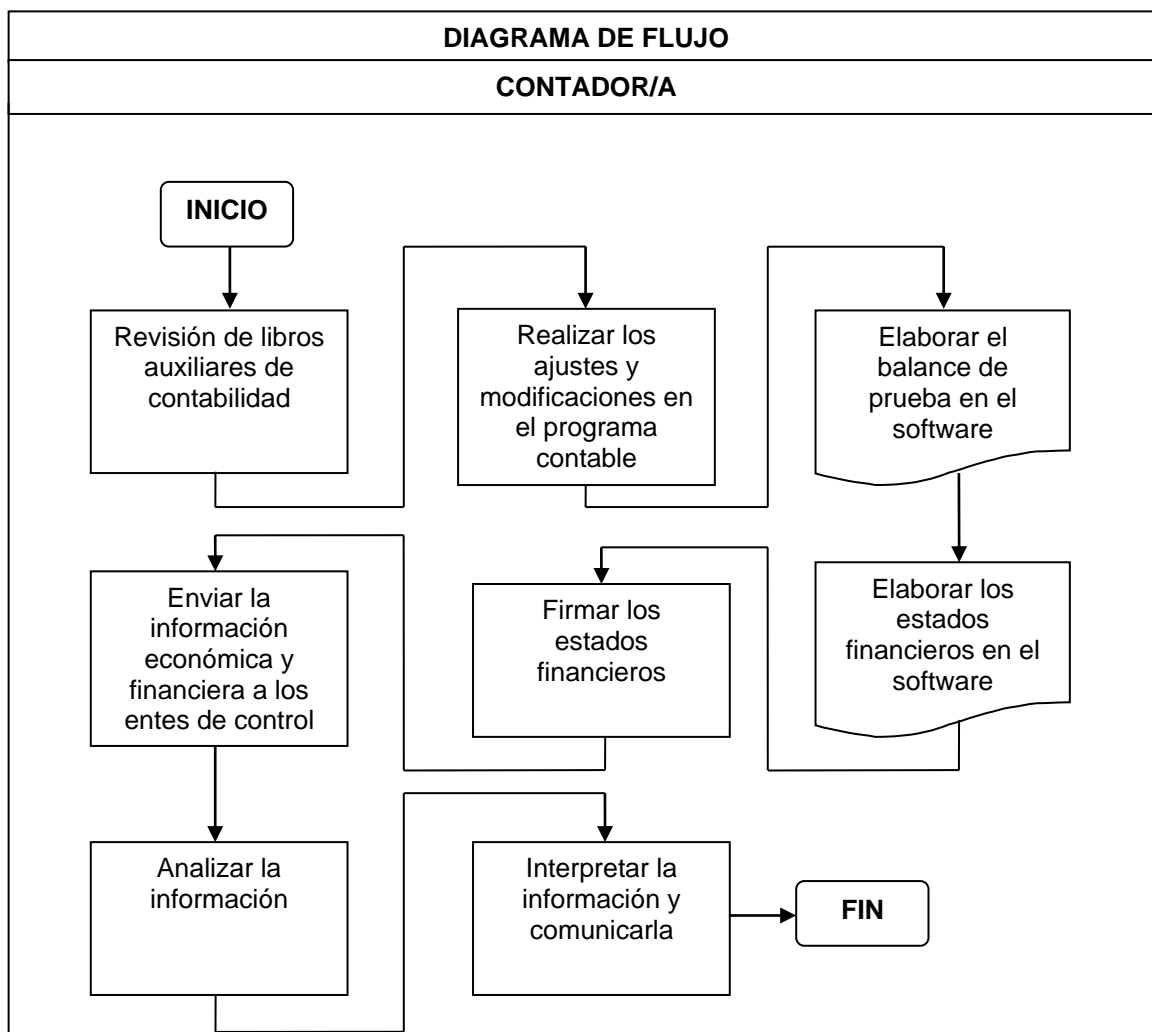 DIAGRAMA DE FLUJO
CONTADOR/A
INICIO
Revisión de libros
auxiliares de
contabilidad
Realizar los
ajustes y
modificaciones en
el programa
contable
Elaborar el
balance de
prueba en el
software
Elaborar los
estados
financieros en el
software
Firmar los
estados
financieros
Enviar la
información
económica y
financiera a los
entes de control
Analizar la
información
Interpretar la
información y
comunicarla
FIN